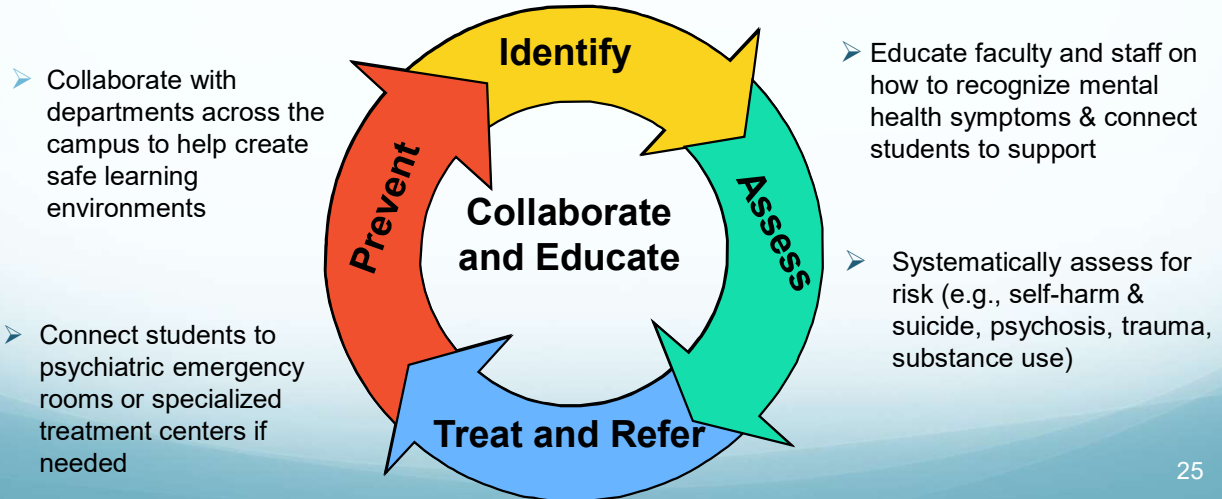 Identify
Collaborate with
departments across the
campus to help create
safe learning
environments
Educate faculty and staff on
how to recognize mental
health symptoms & connect
students to support
Prevent
Collaborate
and Educate
Assess
Systematically assess for
risk (e.g., self-harm &
suicide, psychosis, trauma,
substance use)
Connect students to
psychiatric emergency
rooms or specialized
treatment centers if
needed
Treat and Refer
25